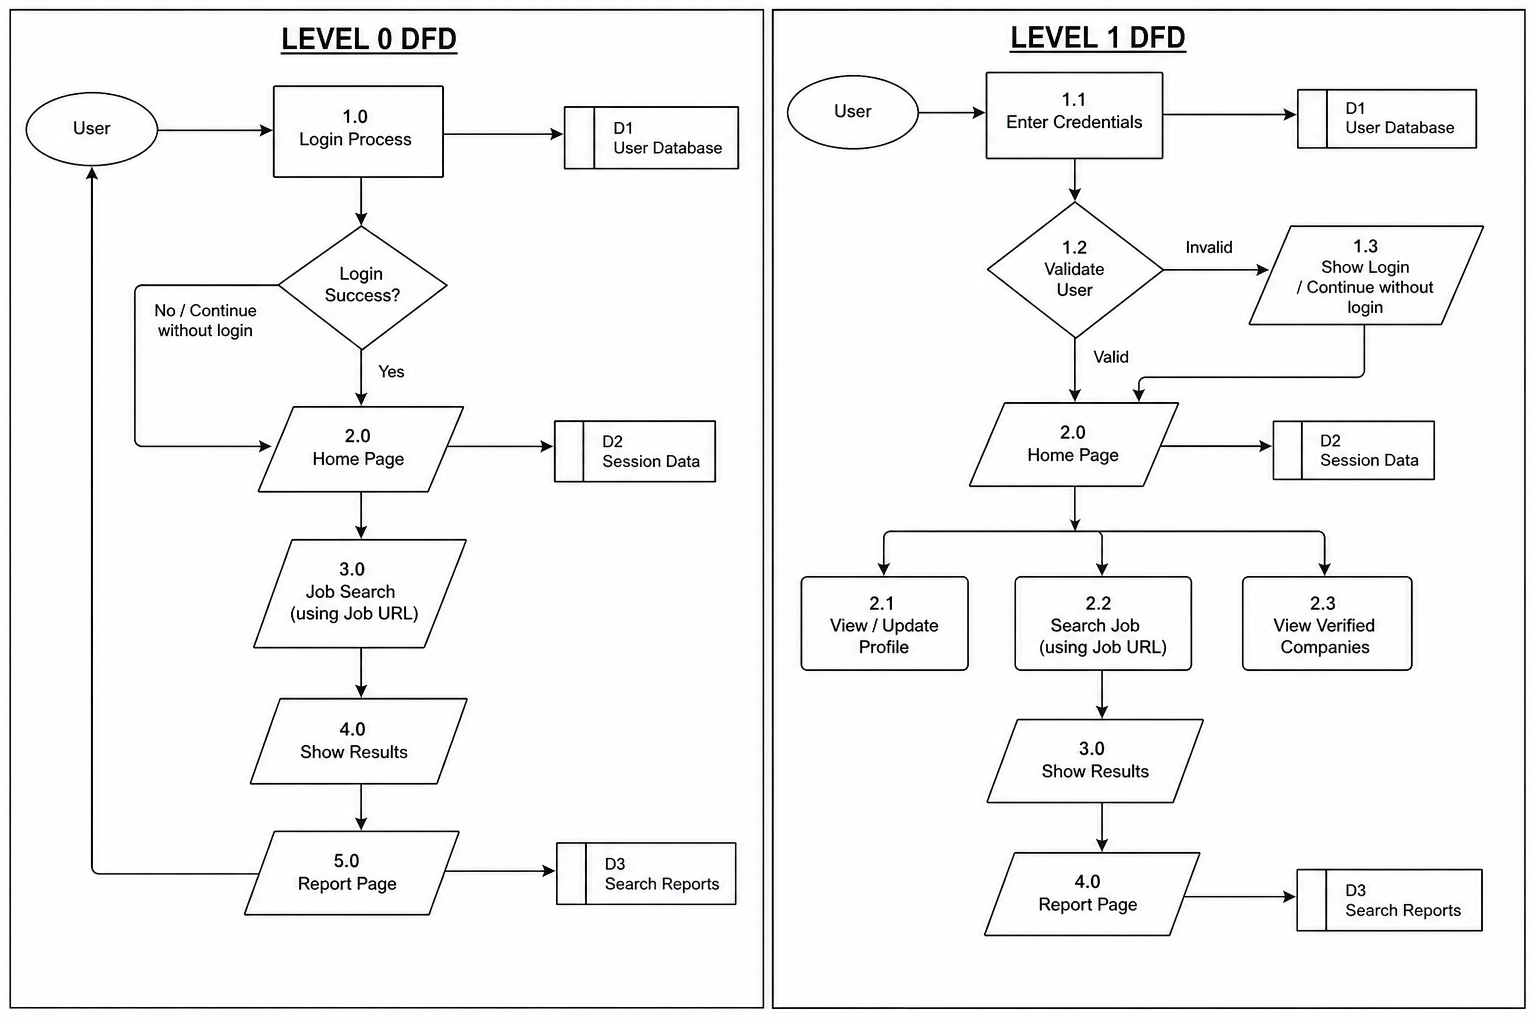 LEVEL 0 DFD
User
1.0
Login Process
D1
User Database
Login
Success?
No / Continue
without login
Yes
2.0
Home Page
D2
Session Data
3.0
Job Search
(using Job URL)
4.0
Show Results
5.0
Report Page
D3
Search Reports
LEVEL 1 DFD
User
1.1
Enter Credentials
D1
User Database
1.2
Validate
User
Invalid
1.3
Show Login
/ Continue without
login
Valid
2.0
Home Page
D2
Session Data
2.1
View / Update
Profile
2.2
Search Job
(using Job URL)
2.3
View Verified
Companies
3.0
Show Results
4.0
Report Page
D3
Search Reports